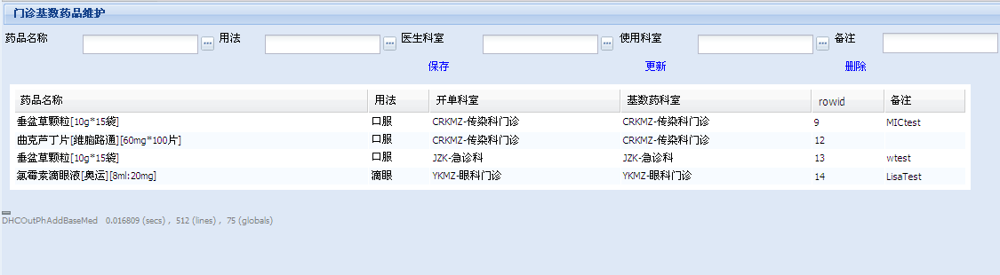 门诊基数药品维护
药品名称 用法 医生科室 使用科室 备注
保存 更新 删除
药品名称 用法 开单科室 基数药科室 rowid 备注
垂盆草颗粒[10g*15袋] 口服 CRKMZ-传染科门诊 CRKMZ-传染科门诊 9 MICtest
曲克芦丁片[维脑路通][60mg*100片] 口服 CRKMZ-传染科门诊 CRKMZ-传染科门诊 12
垂盆草颗粒[10g*15袋] 口服 JZK-急诊科 JZK-急诊科 13 wtest
氯霉素滴眼液[奥运][8ml:20mg] 滴眼 YKMZ-眼科门诊 YKMZ-眼科门诊 14 LisaTest
DHCOutPhAddBaseMed 0.016809 (secs) , 512 (lines) , 75 (globals)